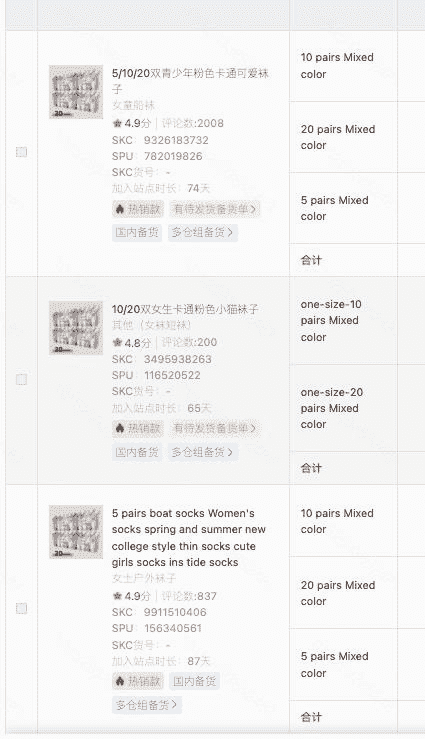 5/10/20双青少年粉色卡通可爱袜
子
女童船袜
4.9分 | 评论数:2008
SKC：9326183732
SPU：782019826
SKC货号：-
加入站点时长：74天
热销款 有待发货备货单>
国内备货 多仓组备货>
10 pairs Mixed
color
20 pairs Mixed
color
5 pairs Mixed
color
合计
10/20双女生卡通粉色小猫袜子
其他（女袜短袜）
4.8分 | 评论数:200
SKC：3495938263
SPU：116520522
SKC货号：-
加入站点时长：65天
热销款 有待发货备货单>
国内备货 多仓组备货>
one-size-10
pairs Mixed
color
one-size-20
pairs Mixed
color
合计
5 pairs boat socks Women's
socks spring and summer new
college style thin socks cute
girls socks ins tide socks
女士户外袜子
4.9分 | 评论数:837
SKC：9911510406
SPU：156340561
SKC货号：-
加入站点时长：87天
热销款 国内备货
多仓组备货>
10 pairs Mixed
color
20 pairs Mixed
color
5 pairs Mixed
color
合计